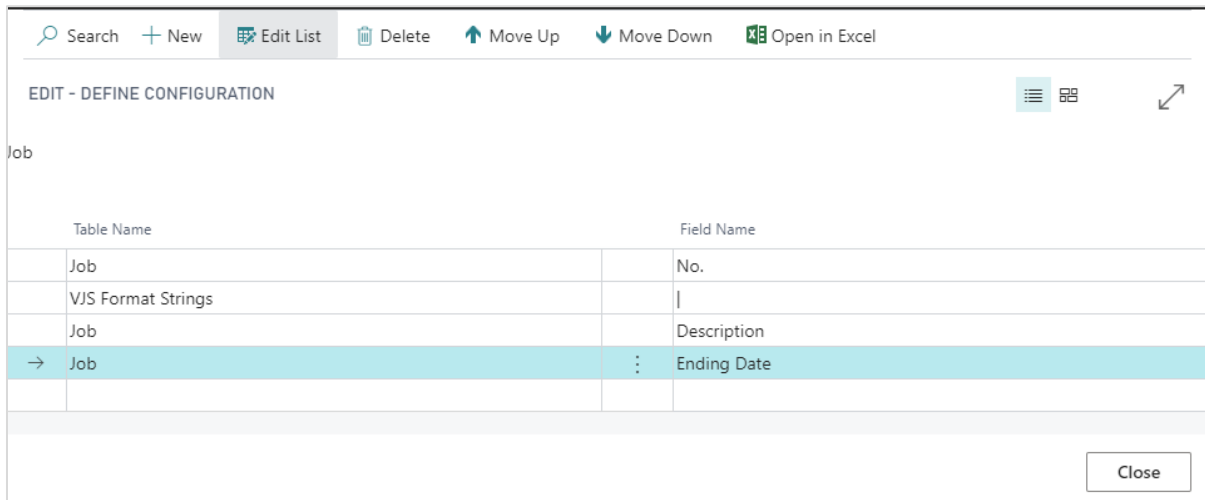 Search New Edit List Delete Move Up Move Down Open in Excel
EDIT - DEFINE CONFIGURATION
Job
Table Name Field Name
Job No.
VJS Format Strings |
Job Description
Job Ending Date
Close